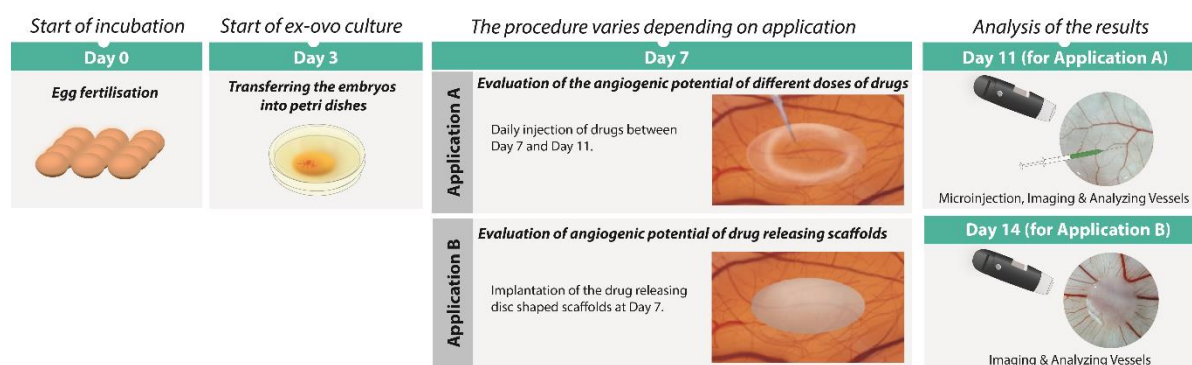 Start of incubation
Day 0
Egg fertilisation
Start of ex-ovo culture
Day 3
Transferring the embryos
into petri dishes
The procedure varies depending on application
Day 7
Application A
Evaluation of the angiogenic potential of different doses of drugs
Daily injection of drugs between
Day 7 and Day 11.
Application B
Evaluation of angiogenic potential of drug releasing scaffolds
Implantation of the drug releasing
disc shaped scaffolds at Day 7.
Analysis of the results
Day 11 (for Application A)
Microinjection, Imaging & Analyzing Vessels
Day 14 (for Application B)
Imaging & Analyzing Vessels